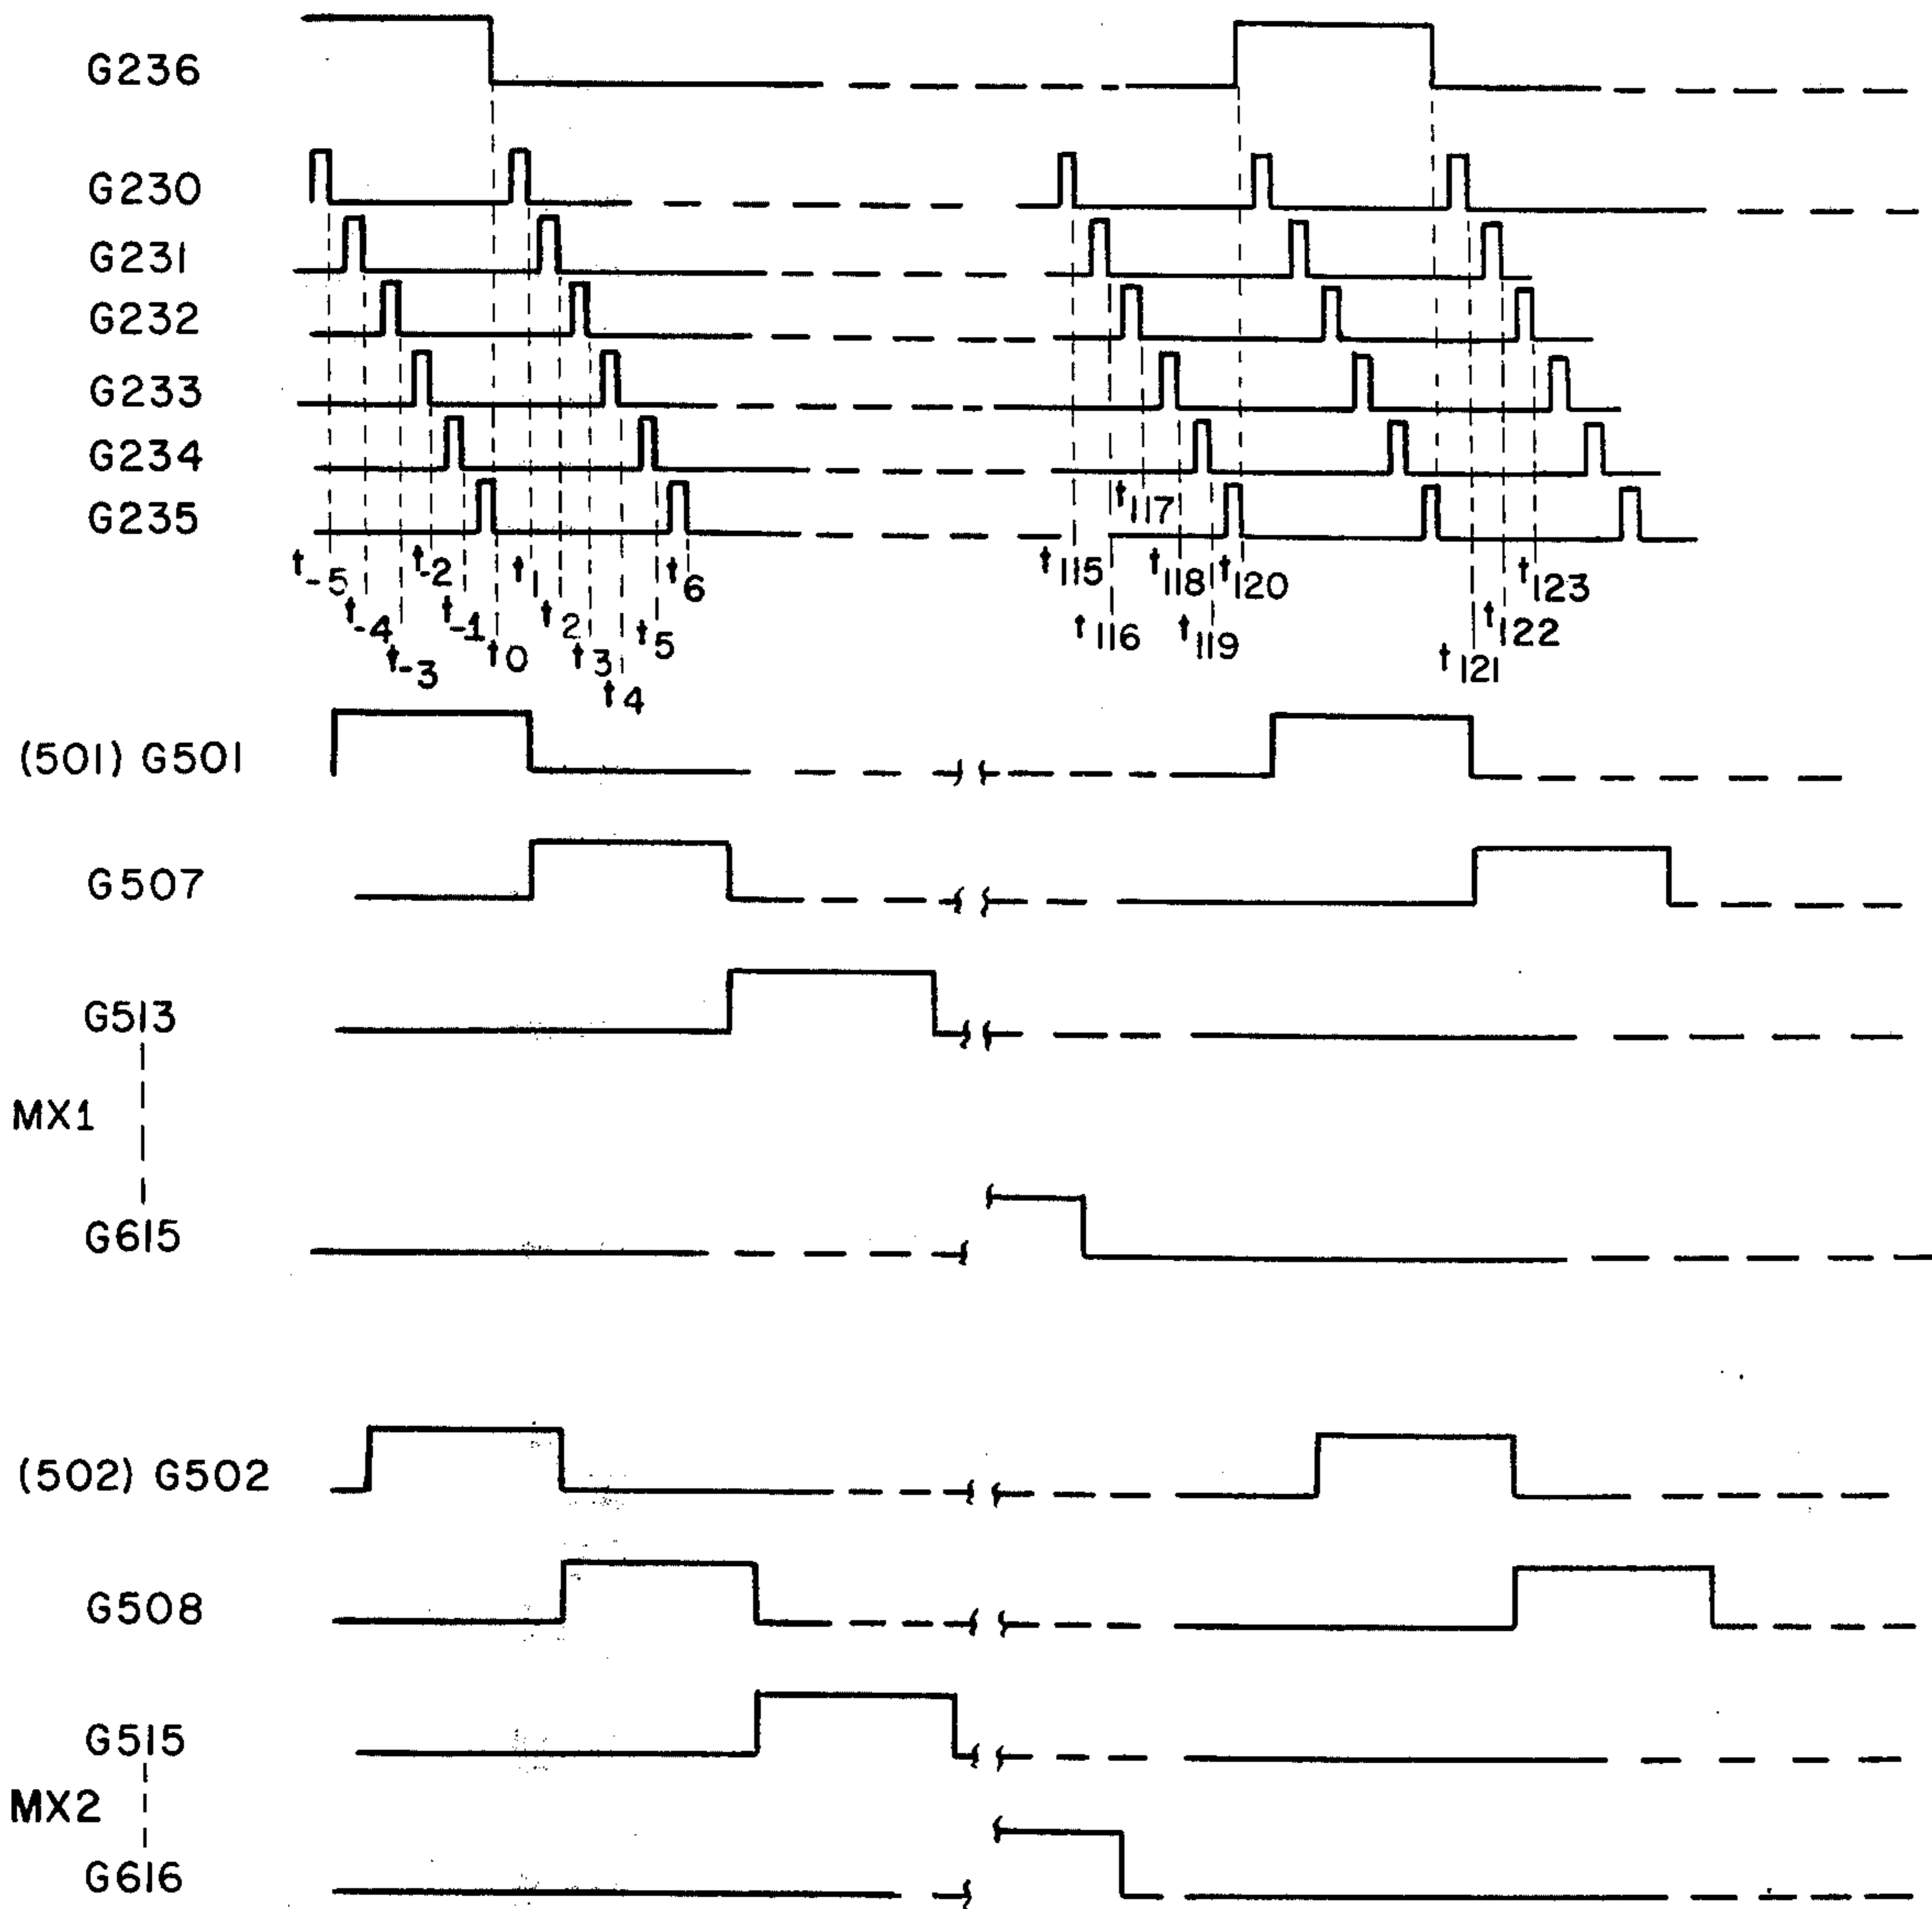 G236
G230
G231
G232
G233
G234
G235
t117
t-5 t-2 t1 t6 t115 t118 t120 t123
t-4 t-1 t2 t5 t116 t119 t122
t-3 t0 t3 t121
t4
(501) G501
G507
G513
MX1
G615
(502) G502
G508
G515
MX2
G616